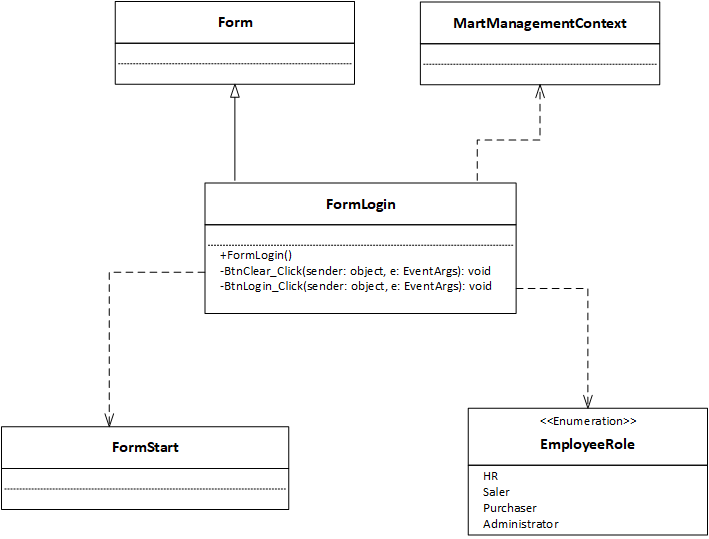 Form
MartManagementContext
FormLogin
+FormLogin()
-BtnClear_Click(sender: object, e: EventArgs): void
-BtnLogin_Click(sender: object, e: EventArgs): void
FormStart
<<Enumeration>>
EmployeeRole
HR
Saler
Purchaser
Administrator